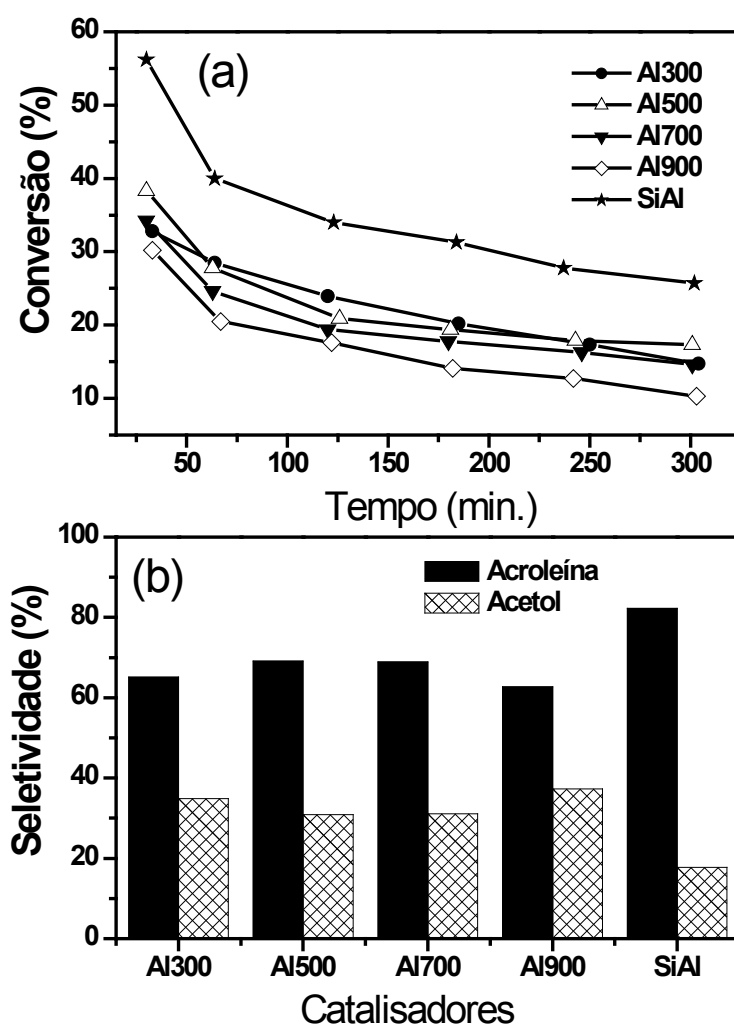 60
50
40
30
20
10
Conversão (%)
(a)
Al300
Al500
Al700
Al900
SiAl
50 100 150 200 250 300
Tempo (min.)
100
80
60
40
20
0
Seletividade (%)
(b)
Acroleína
Acetol
Al300 Al500 Al700 Al900 SiAl
Catalisadores